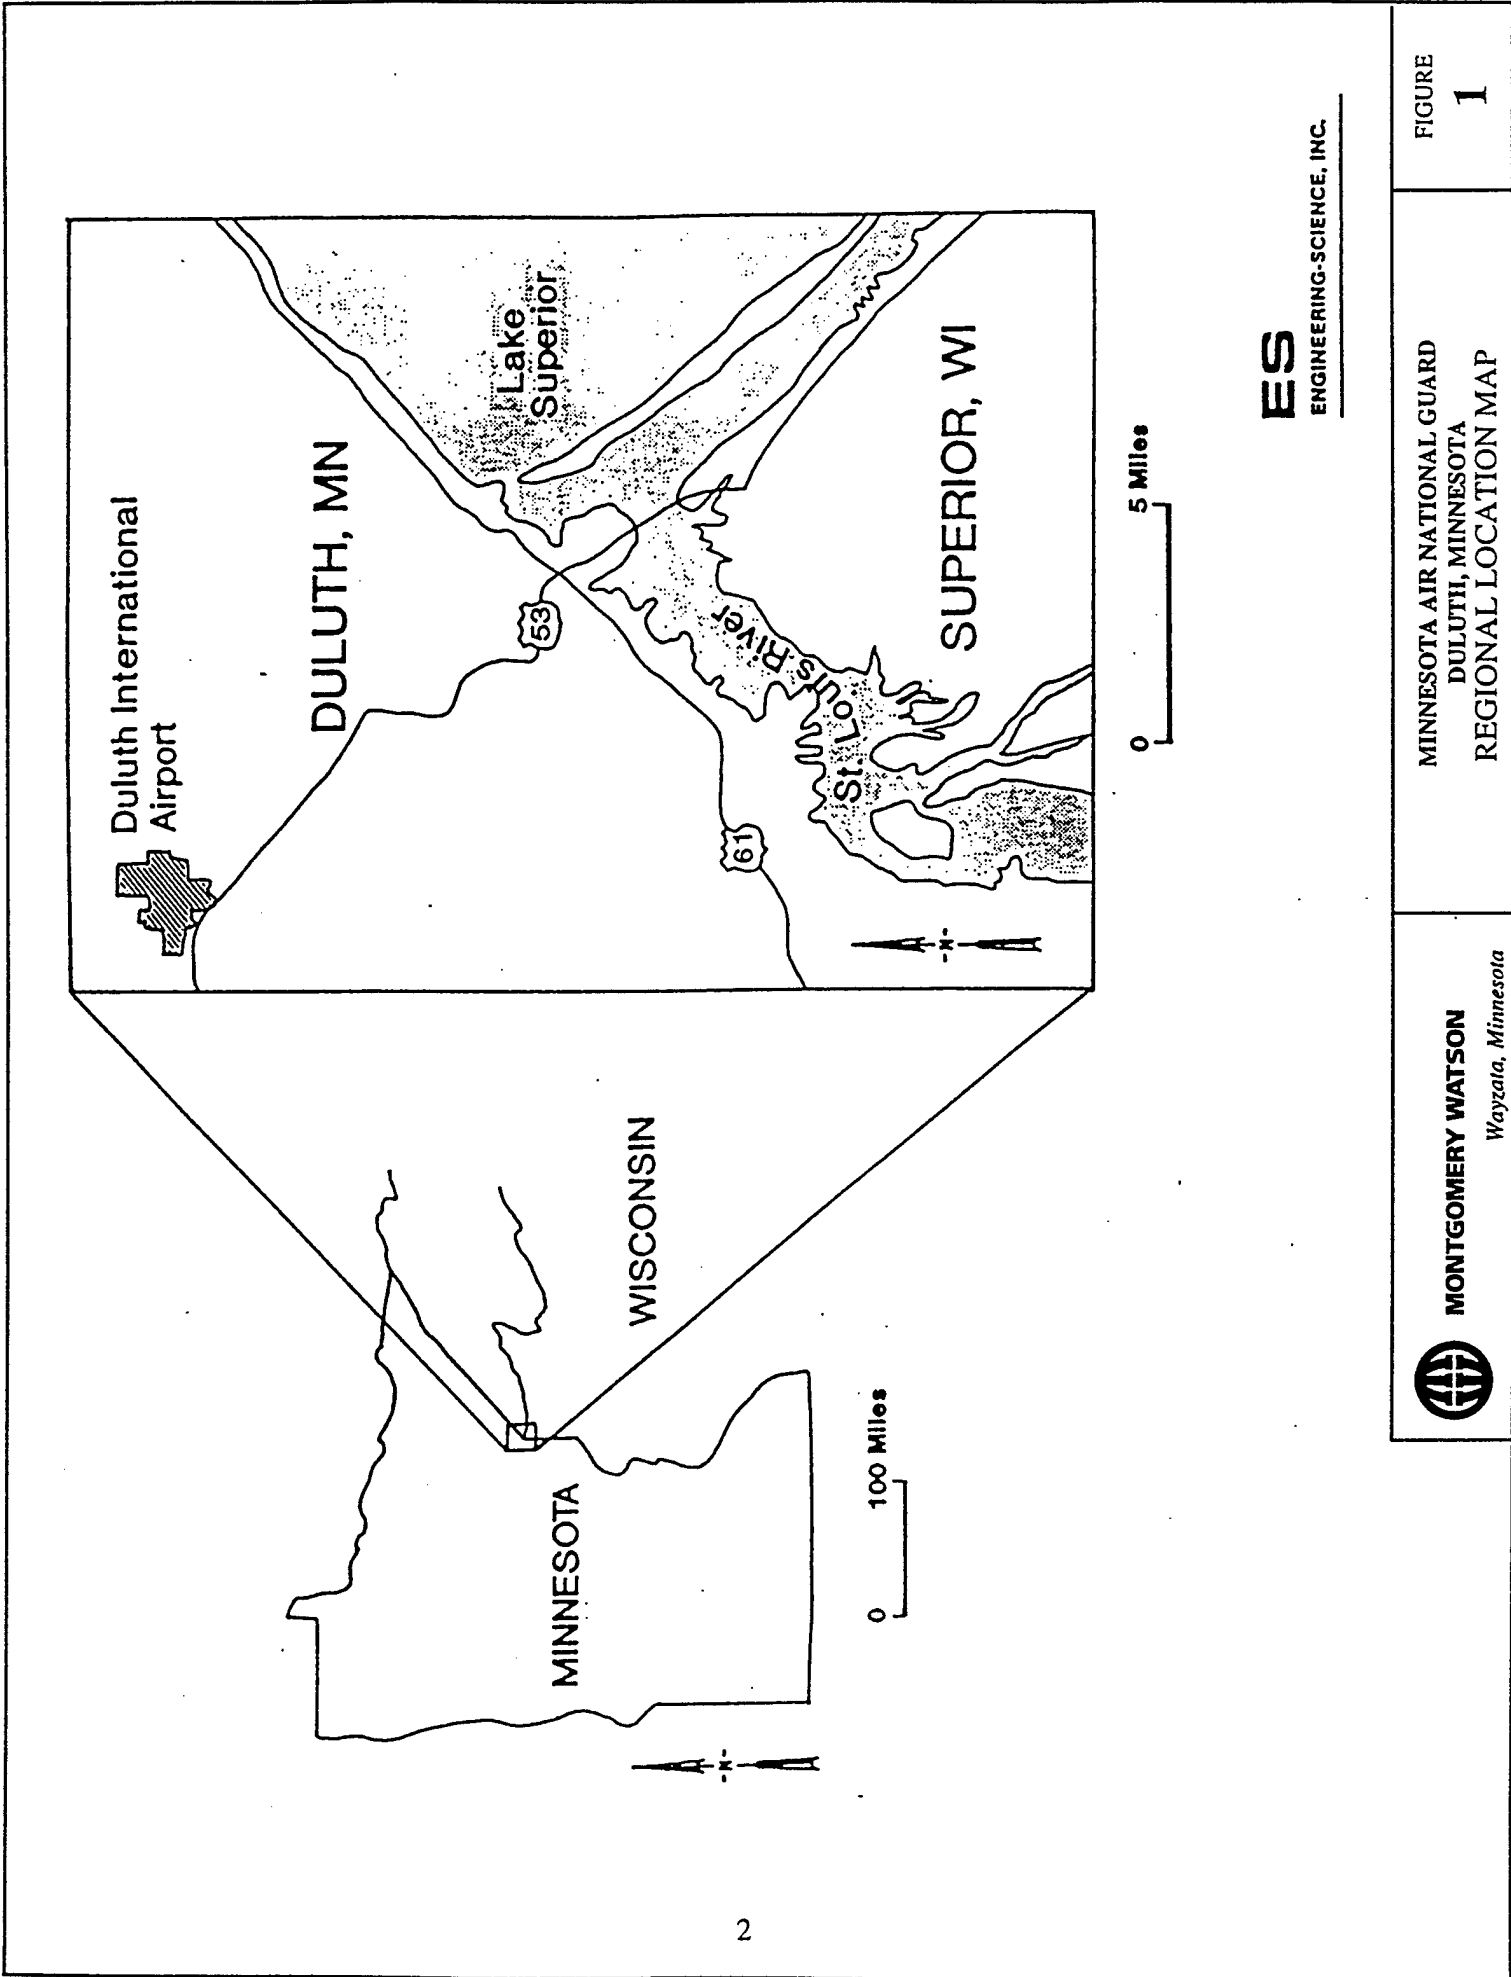 Duluth International
Airport
DULUTH, MN
53
Lake
Superior
61
St. Louis River
SUPERIOR, WI
-N-
0 5 Miles
MINNESOTA
WISCONSIN
-N-
0 100 Miles
ES
ENGINEERING-SCIENCE, INC.
MONTGOMERY WATSON
Wayzata, Minnesota
MINNESOTA AIR NATIONAL GUARD
DULUTH, MINNESOTA
REGIONAL LOCATION MAP
FIGURE
1
2